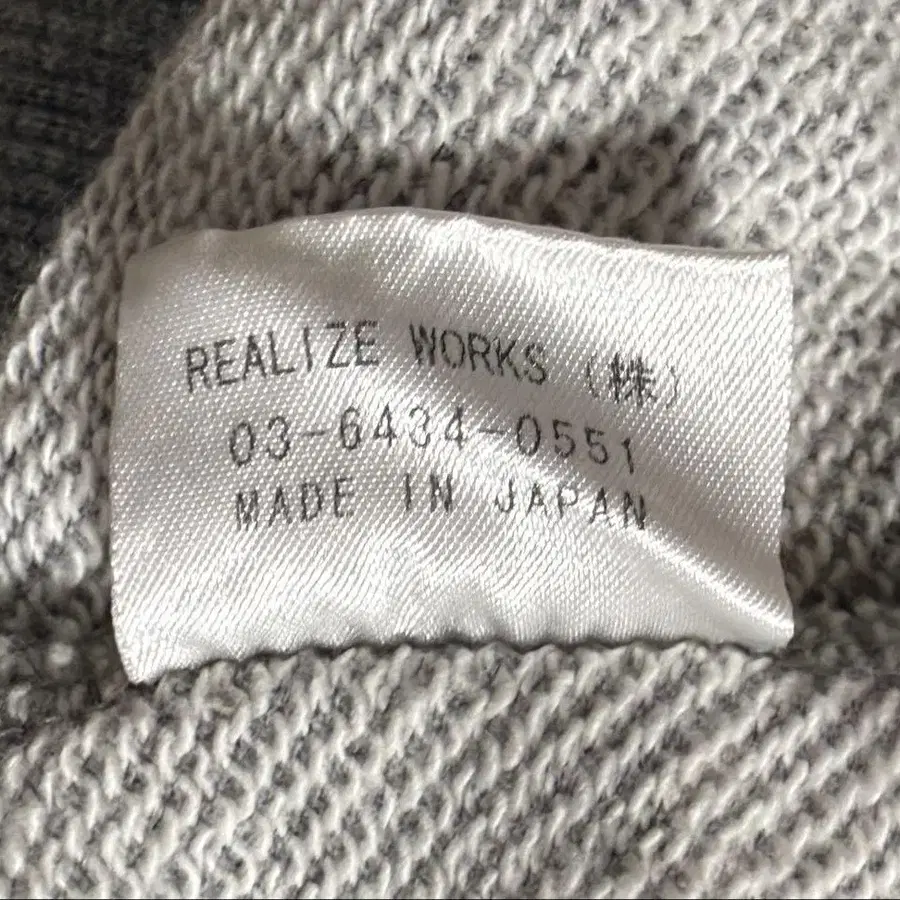 REALIZE WORKS (株)
03-6434-0551
MADE IN JAPAN